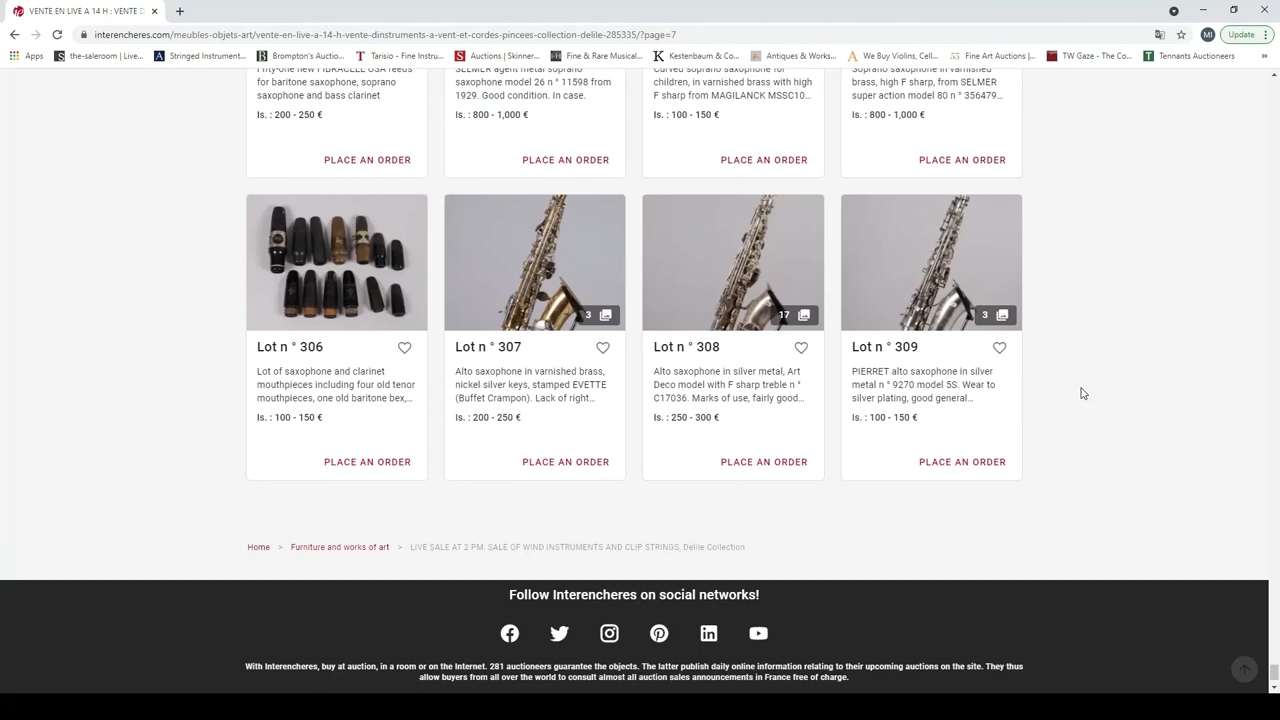 VENTE EN LIVE A 14 H : VENTE D
interencheres.com/meubles-objets-art/vente-en-live-a-14-h-vente-dinstruments-a-vent-et-cordes-pincees-collection-delile-285335/?page=7
MI
Update
Apps
the-saleroom | Live...
Stringed Instrument...
Brompton's Auction...
Tarisio - Fine Instrum...
Auctions | Skinner...
Fine & Rare Musical...
Kestenbaum & Co...
Antiques & Works...
We Buy Violins, Cell...
Fine Art Auctions |...
TW Gaze - The Co...
Tennants Auctions
»
Fifty-one new FIBRACELL USA reeds
for baritone saxophone, soprano
saxophone and bass clarinet
Is. : 200 - 250 €
PLACE AN ORDER
SELMER agent metal soprano
saxophone model 26 n ° 11598 from
1929. Good condition. In case.
Is. : 800 - 1,000 €
PLACE AN ORDER
Curved soprano saxophone for
children, in varnished brass with high
F sharp from MAGILANCK MSSC10...
Is. : 100 - 150 €
PLACE AN ORDER
Soprano saxophone in varnished
brass, high F sharp, from SELMER
super action model 80 n ° 356479...
Is. : 800 - 1,000 €
PLACE AN ORDER
Lot n ° 306
Lot of saxophone and clarinet
mouthpieces including four old tenor
mouthpieces, one old baritone bex,...
Is. : 100 - 150 €
PLACE AN ORDER
3
Lot n ° 307
Alto saxophone in varnished brass,
nickel silver keys, stamped EVETTE
(Buffet Crampon). Lack of right...
Is. : 200 - 250 €
PLACE AN ORDER
17
Lot n ° 308
Alto saxophone in silver metal, Art
Deco model with F sharp treble n °
C17036. Marks of use, fairly good...
Is. : 250 - 300 €
PLACE AN ORDER
3
Lot n ° 309
PIERRET alto saxophone in silver
metal n ° 9270 model 5S. Wear to
silver plating, good general...
Is. : 100 - 150 €
PLACE AN ORDER
Home > Furniture and works of art > LIVE SALE AT 2 PM: SALE OF WIND INSTRUMENTS AND CLIP STRINGS, Delile Collection
Follow Interencheres on social networks!
With Interencheres, buy at auction, in a room or on the Internet. 281 auctioneers guarantee the objects. The latter publish daily online information relating to their upcoming auctions on the site. They thus
allow buyers from all over the world to consult almost all auction sales announcements in France free of charge.